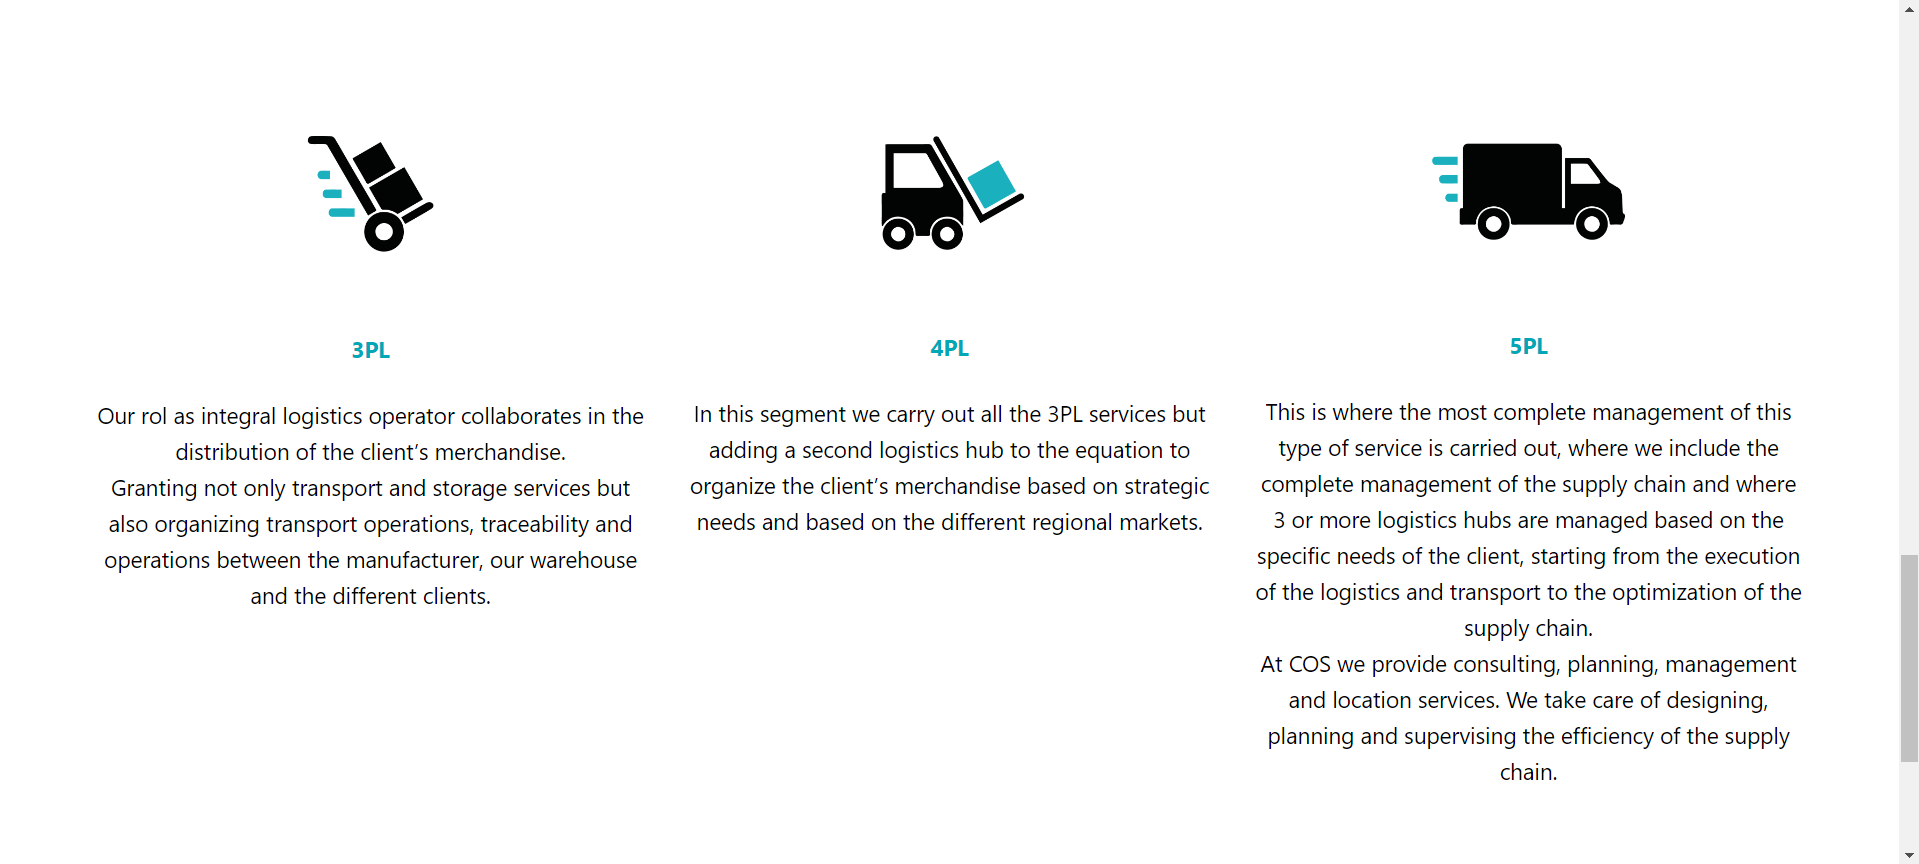 3PL
Our rol as integral logistics operator collaborates in the
distribution of the client’s merchandise.
Granting not only transport and storage services but
also organizing transport operations, traceability and
operations between the manufacturer, our warehouse
and the different clients.
4PL
In this segment we carry out all the 3PL services but
adding a second logistics hub to the equation to
organize the client’s merchandise based on strategic
needs and based on the different regional markets.
5PL
This is where the most complete management of this
type of service is carried out, where we include the
complete management of the supply chain and where
3 or more logistics hubs are managed based on the
specific needs of the client, starting from the execution
of the logistics and transport to the optimization of the
supply chain.
At COS we provide consulting, planning, management
and location services. We take care of designing,
planning and supervising the efficiency of the supply
chain.